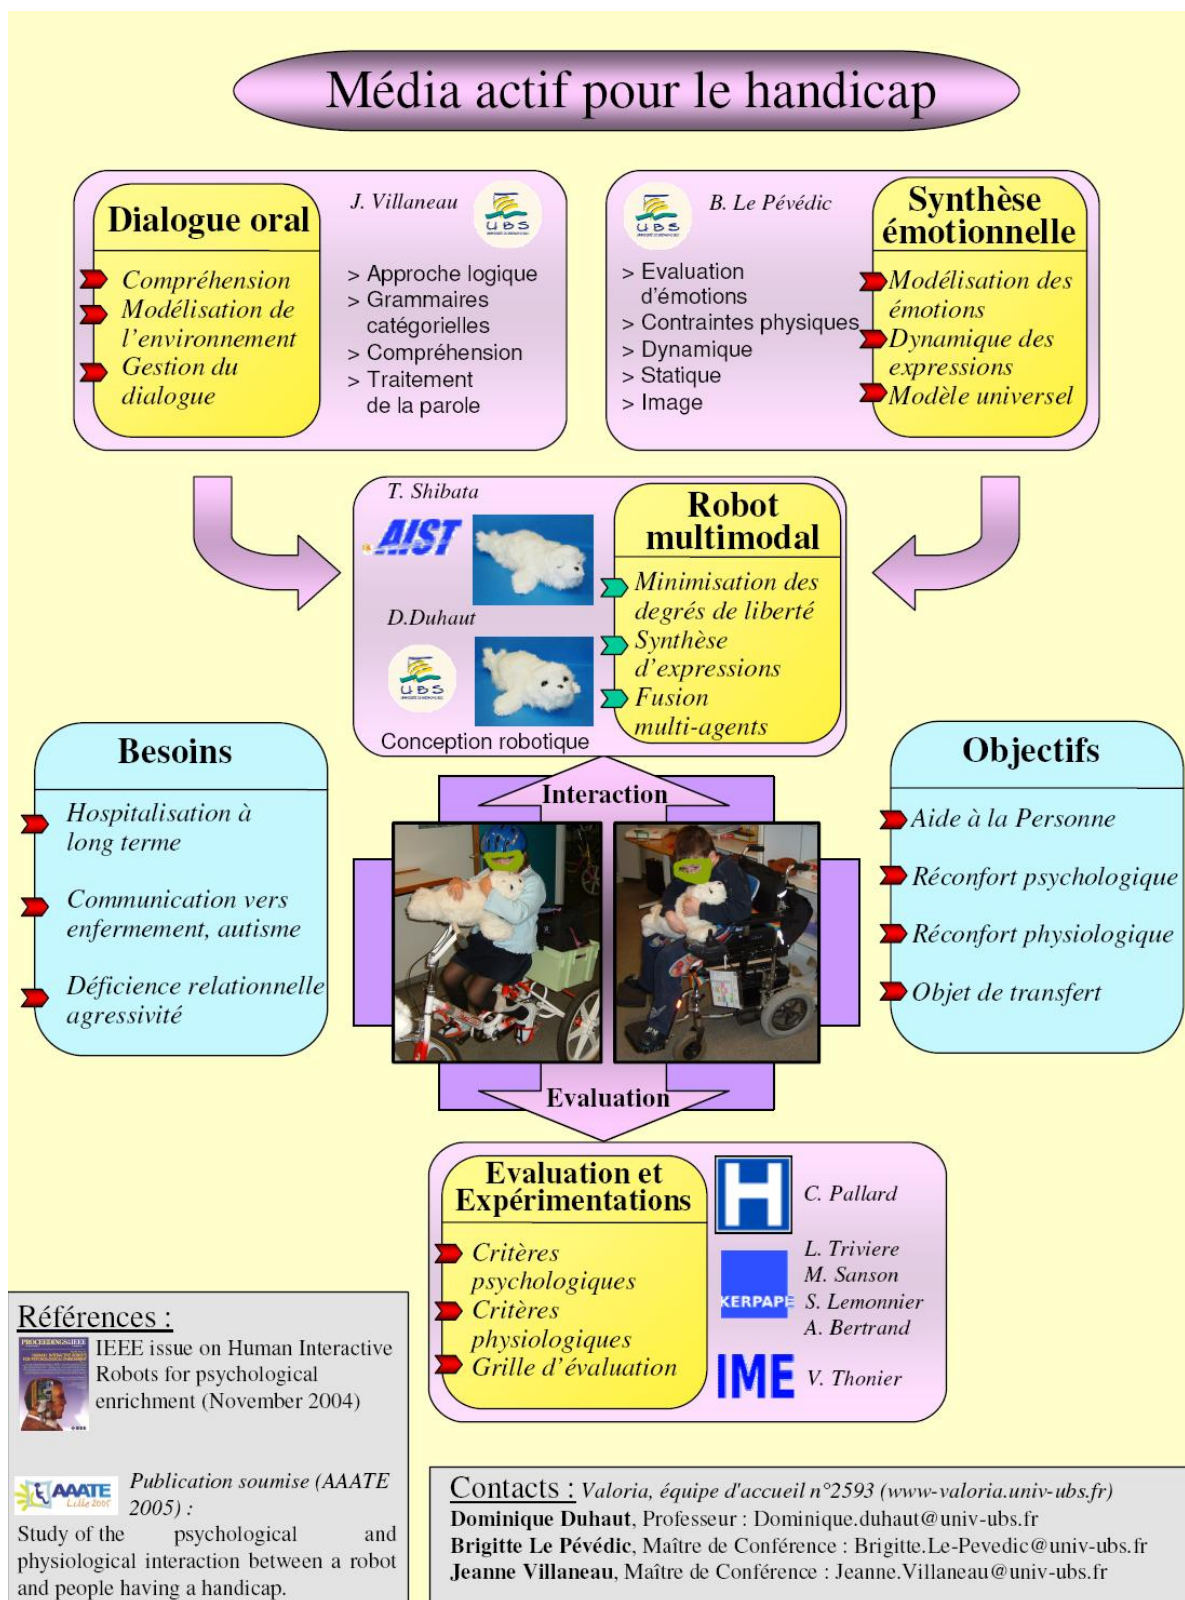 Média actif pour le handicap
Dialogue oral
Compréhension
Modélisation de
l'environnement
Gestion du
dialogue
J. Villaneau
UBS
> Approche logique
> Grammaires
catégorielles
> Compréhension
> Traitement
de la parole
UBS
B. Le Pévédic
> Evaluation
d'émotions
> Contraintes physiques
> Dynamique
> Statique
> Image
Synthèse
émotionnelle
Modélisation des
émotions
Dynamique des
expressions
Modèle universel
T. Shibata
AIST
D.Duhaut
UBS
Conception robotique
Robot
multimodal
Minimisation des
degrés de liberté
Synthèse
d'expressions
Fusion
multi-agents
Besoins
Hospitalisation à
long terme
Communication vers
enfermement, autisme
Déficience relationnelle
agressivité
Interaction
Evaluation
Objectifs
Aide à la Personne
Réconfort psychologique
Réconfort physiologique
Objet de transfert
Evaluation et
Expérimentations
Critères
psychologiques
Critères
physiologiques
Grille d'évaluation
H
C. Pallard
KERPAPE
L. Triviere
M. Sanson
S. Lemonnier
A. Bertrand
IME
V. Thonier
Références :
PROCEEDINGS IEEE
IEEE issue on Human Interactive
Robots for psychological
enrichment (November 2004)
AAATE
Lille 2005
Publication soumise (AAATE
2005) :
Study of the psychological and
physiological interaction between a robot
and people having a handicap.
Contacts : Valoria, équipe d'accueil n°2593 (www-valoria.univ-ubs.fr)
Dominique Duhaut, Professeur : Dominique.duhaut@univ-ubs.fr
Brigitte Le Pévédic, Maître de Conférence : Brigitte.Le-Pevedic@univ-ubs.fr
Jeanne Villaneau, Maître de Conférence : Jeanne.Villaneau@univ-ubs.fr